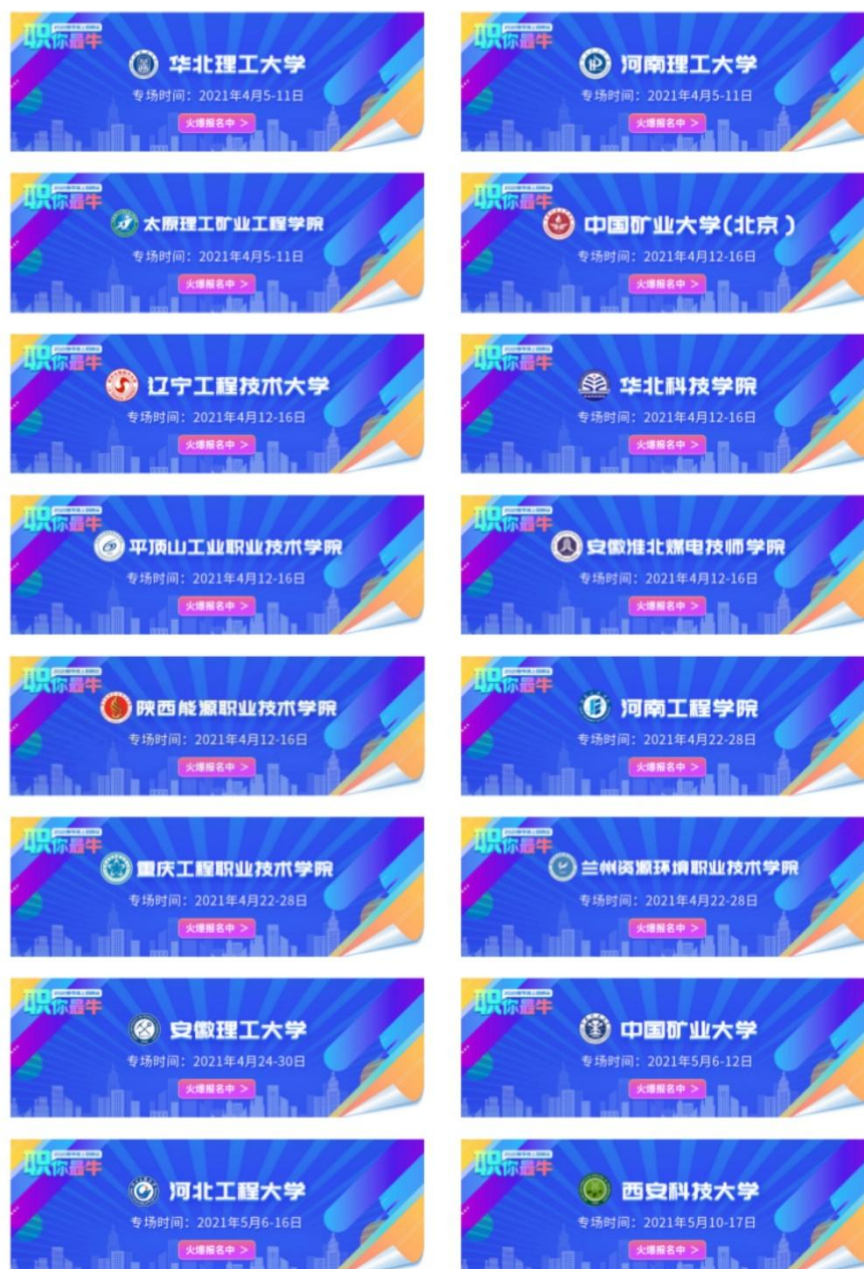 职你最牛
华北理工大学
专场时间：2021年4月5-11日
火爆报名中 >
职你最牛
河南理工大学
专场时间：2021年4月5-11日
火爆报名中 >
职你最牛
太原理工矿业工程学院
专场时间：2021年4月5-11日
火爆报名中 >
职你最牛
中国矿业大学(北京)
专场时间：2021年4月12-16日
火爆报名中 >
职你最牛
辽宁工程技术大学
专场时间：2021年4月12-16日
火爆报名中 >
职你最牛
华北科技学院
专场时间：2021年4月12-16日
火爆报名中 >
职你最牛
平顶山工业职业技术学院
专场时间：2021年4月12-16日
火爆报名中 >
职你最牛
安徽淮北煤电技师学院
专场时间：2021年4月12-16日
火爆报名中 >
职你最牛
陕西能源职业技术学院
专场时间：2021年4月12-16日
火爆报名中 >
职你最牛
河南工程学院
专场时间：2021年4月22-28日
火爆报名中 >
职你最牛
重庆工程职业技术学院
专场时间：2021年4月22-28日
火爆报名中 >
职你最牛
兰州资源环境职业技术学院
专场时间：2021年4月22-28日
火爆报名中 >
职你最牛
安徽理工大学
专场时间：2021年4月24-30日
火爆报名中 >
职你最牛
中国矿业大学
专场时间：2021年5月6-12日
火爆报名中 >
职你最牛
河北工程大学
专场时间：2021年5月6-16日
火爆报名中 >
职你最牛
西安科技大学
专场时间：2021年5月10-17日
火爆报名中 >